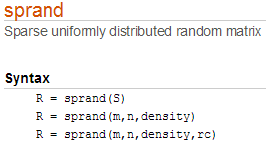 sprand
Sparse uniformly distributed random matrix
Syntax
R = sprand(S)
R = sprand(m,n,density)
R = sprand(m,n,density,rc)